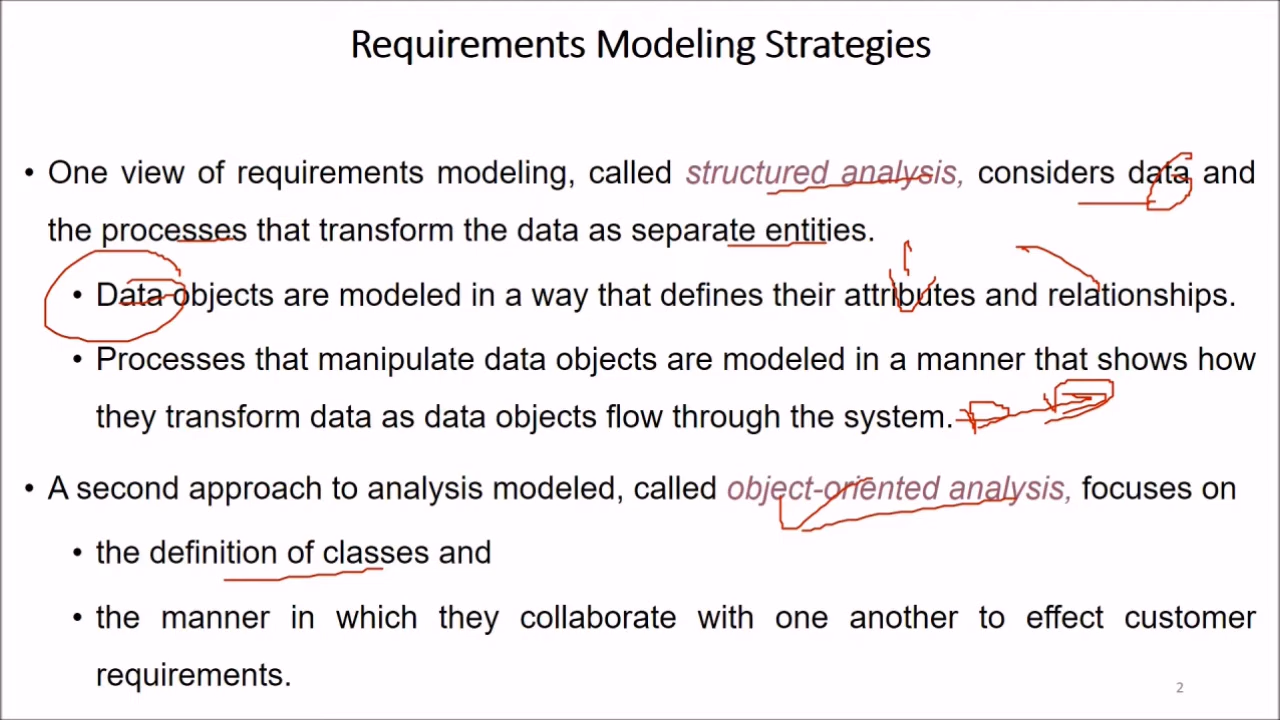 Requirements Modeling Strategies
• One view of requirements modeling, called structured analysis, considers data and
the processes that transform the data as separate entities.
• Data objects are modeled in a way that defines their attributes and relationships.
• Processes that manipulate data objects are modeled in a manner that shows how
they transform data as data objects flow through the system.
• A second approach to analysis modeled, called object-oriented analysis, focuses on
• the definition of classes and
• the manner in which they collaborate with one another to effect customer
requirements.
2